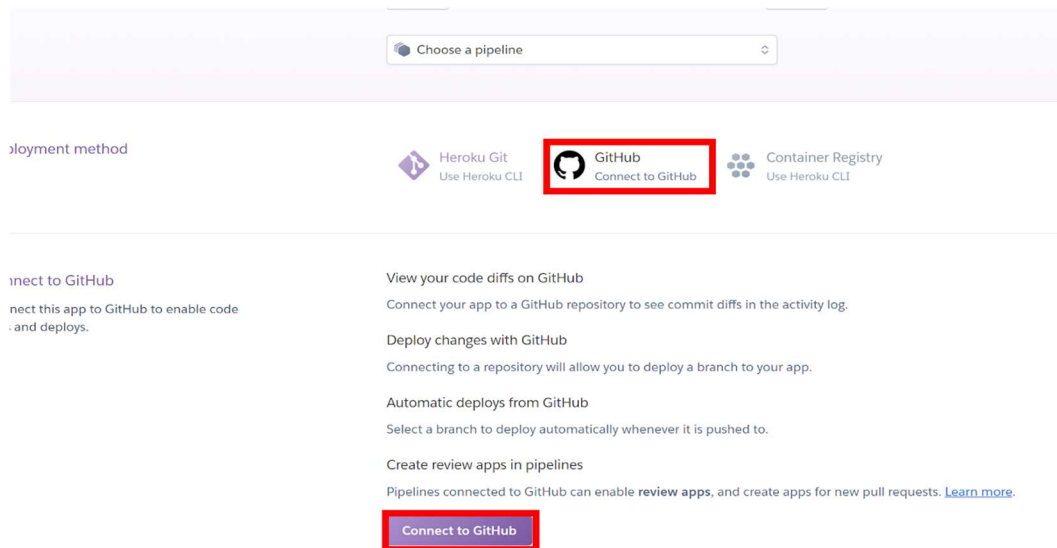 Choose a pipeline
ployment method
Heroku Git
Use Heroku CLI
GitHub
Connect to GitHub
Container Registry
Use Heroku CLI
nnect to GitHub
nnect this app to GitHub to enable code
s and deploys.
View your code diffs on GitHub
Connect your app to a GitHub repository to see commit diffs in the activity log.
Deploy changes with GitHub
Connecting to a repository will allow you to deploy a branch to your app.
Automatic deploys from GitHub
Select a branch to deploy automatically whenever it is pushed to.
Create review apps in pipelines
Pipelines connected to GitHub can enable review apps, and create apps for new pull requests. Learn more.
Connect to GitHub